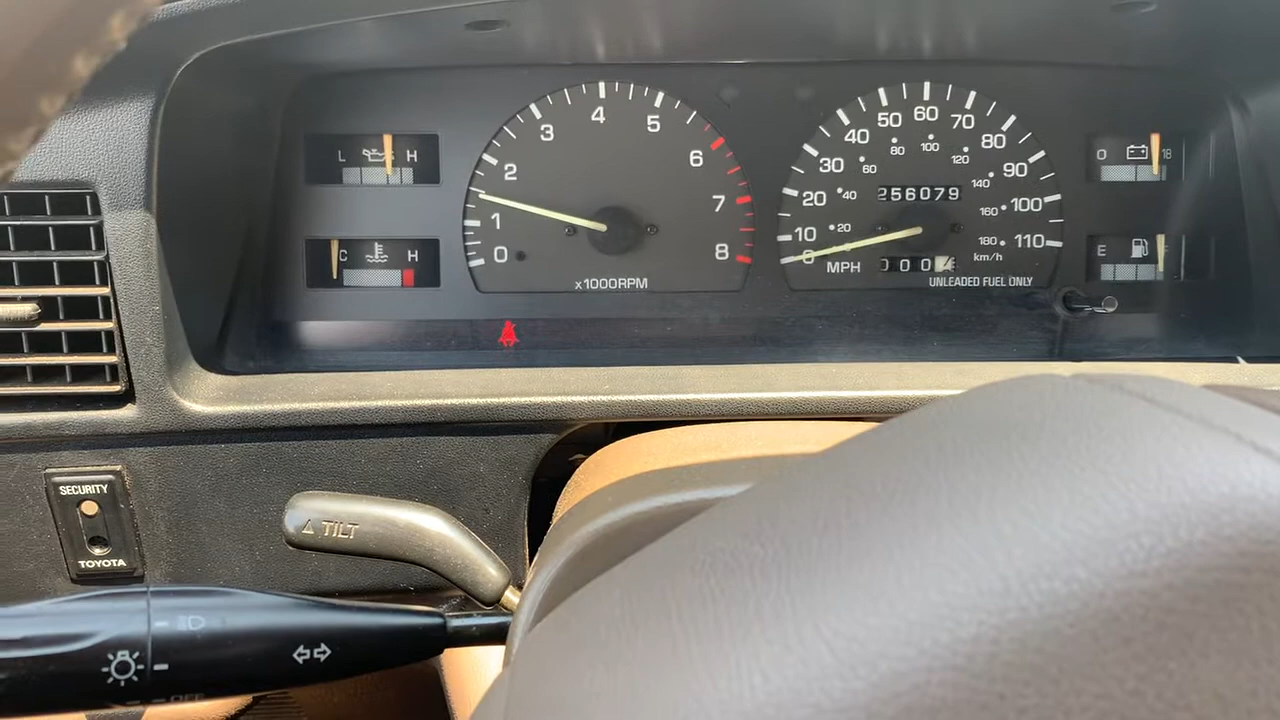 L H
C H
0 1 2 3 4 5 6 7 8
x1000RPM
0 10 20 30 40 50 60 70 80 90 100 110
20 40 60 80 100 120 140 160 180
km/h
256079
MPH
000
UNLEADED FUEL ONLY
O 18
E
SECURITY
TOYOTA
△ TILT
OFF